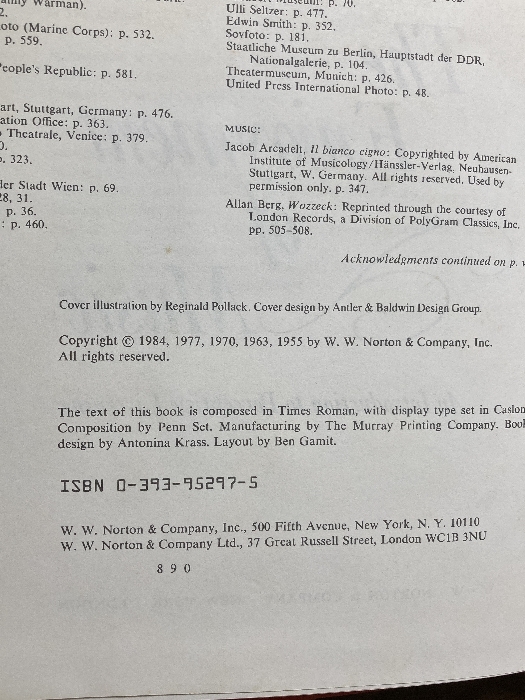 Warman).
2.
oto (Marine Corps): p. 532.
p. 559.
People's Republic: p. 581.
art, Stuttgart, Germany: p. 476.
ation Office: p. 363.
Theatrale, Venice: p. 379.
0.
p. 323.
der Stadt Wien: p. 69.
28, 31.
p. 36.
: p. 460.
p. 70.
Ulli Seltzer: p. 477.
Edwin Smith: p. 352.
Sovfoto: p. 181.
Staatliche Museum zu Berlin, Hauptstadt der DDR,
Nationalgalerie, p. 104.
Theatermuseum, Munich: p. 426.
United Press International Photo: p. 48.
MUSIC:
Jacob Arcadelt, Il bianco cigno: Copyrighted by American
Institute of Musicology/Hänssler-Verlag, Neuhausen-
Stuttgart, W. Germany. All rights reserved. Used by
permission only. p. 347.
Allan Berg, Wozzeck: Reprinted through the courtesy of
London Records, a Division of PolyGram Classics, Inc.
pp. 505–508.
Acknowledgments continued on p.
Cover illustration by Reginald Pollack. Cover design by Antler & Baldwin Design Group.
Copyright © 1984, 1977, 1970, 1963, 1955 by W. W. Norton & Company, Inc.
All rights reserved.
The text of this book is composed in Times Roman, with display type set in Caslon
Composition by Penn Set. Manufacturing by The Murray Printing Company. Book
design by Antonina Krass. Layout by Ben Gamit.
ISBN 0-393-95297-5
W. W. Norton & Company, Inc., 500 Fifth Avenue, New York, N. Y. 10110
W. W. Norton & Company Ltd., 37 Great Russell Street, London WC1B 3NU
8 9 0